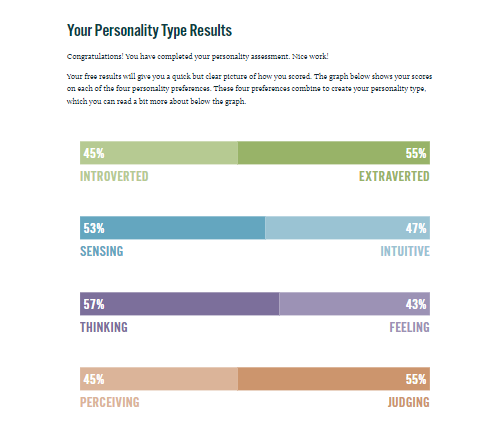 Your Personality Type Results
Congratulations! You have completed your personality assessment. Nice work!
Your free results will give you a quick but clear picture of how you scored. The graph below shows your scores
on each of the four personality preferences. These four preferences combine to create your personality type,
which you can read a bit more about below the graph.
45% 55%
INTROVERTED EXTRAVERTED
53% 47%
SENSING INTUITIVE
57% 43%
THINKING FEELING
45% 55%
PERCEIVING JUDGING